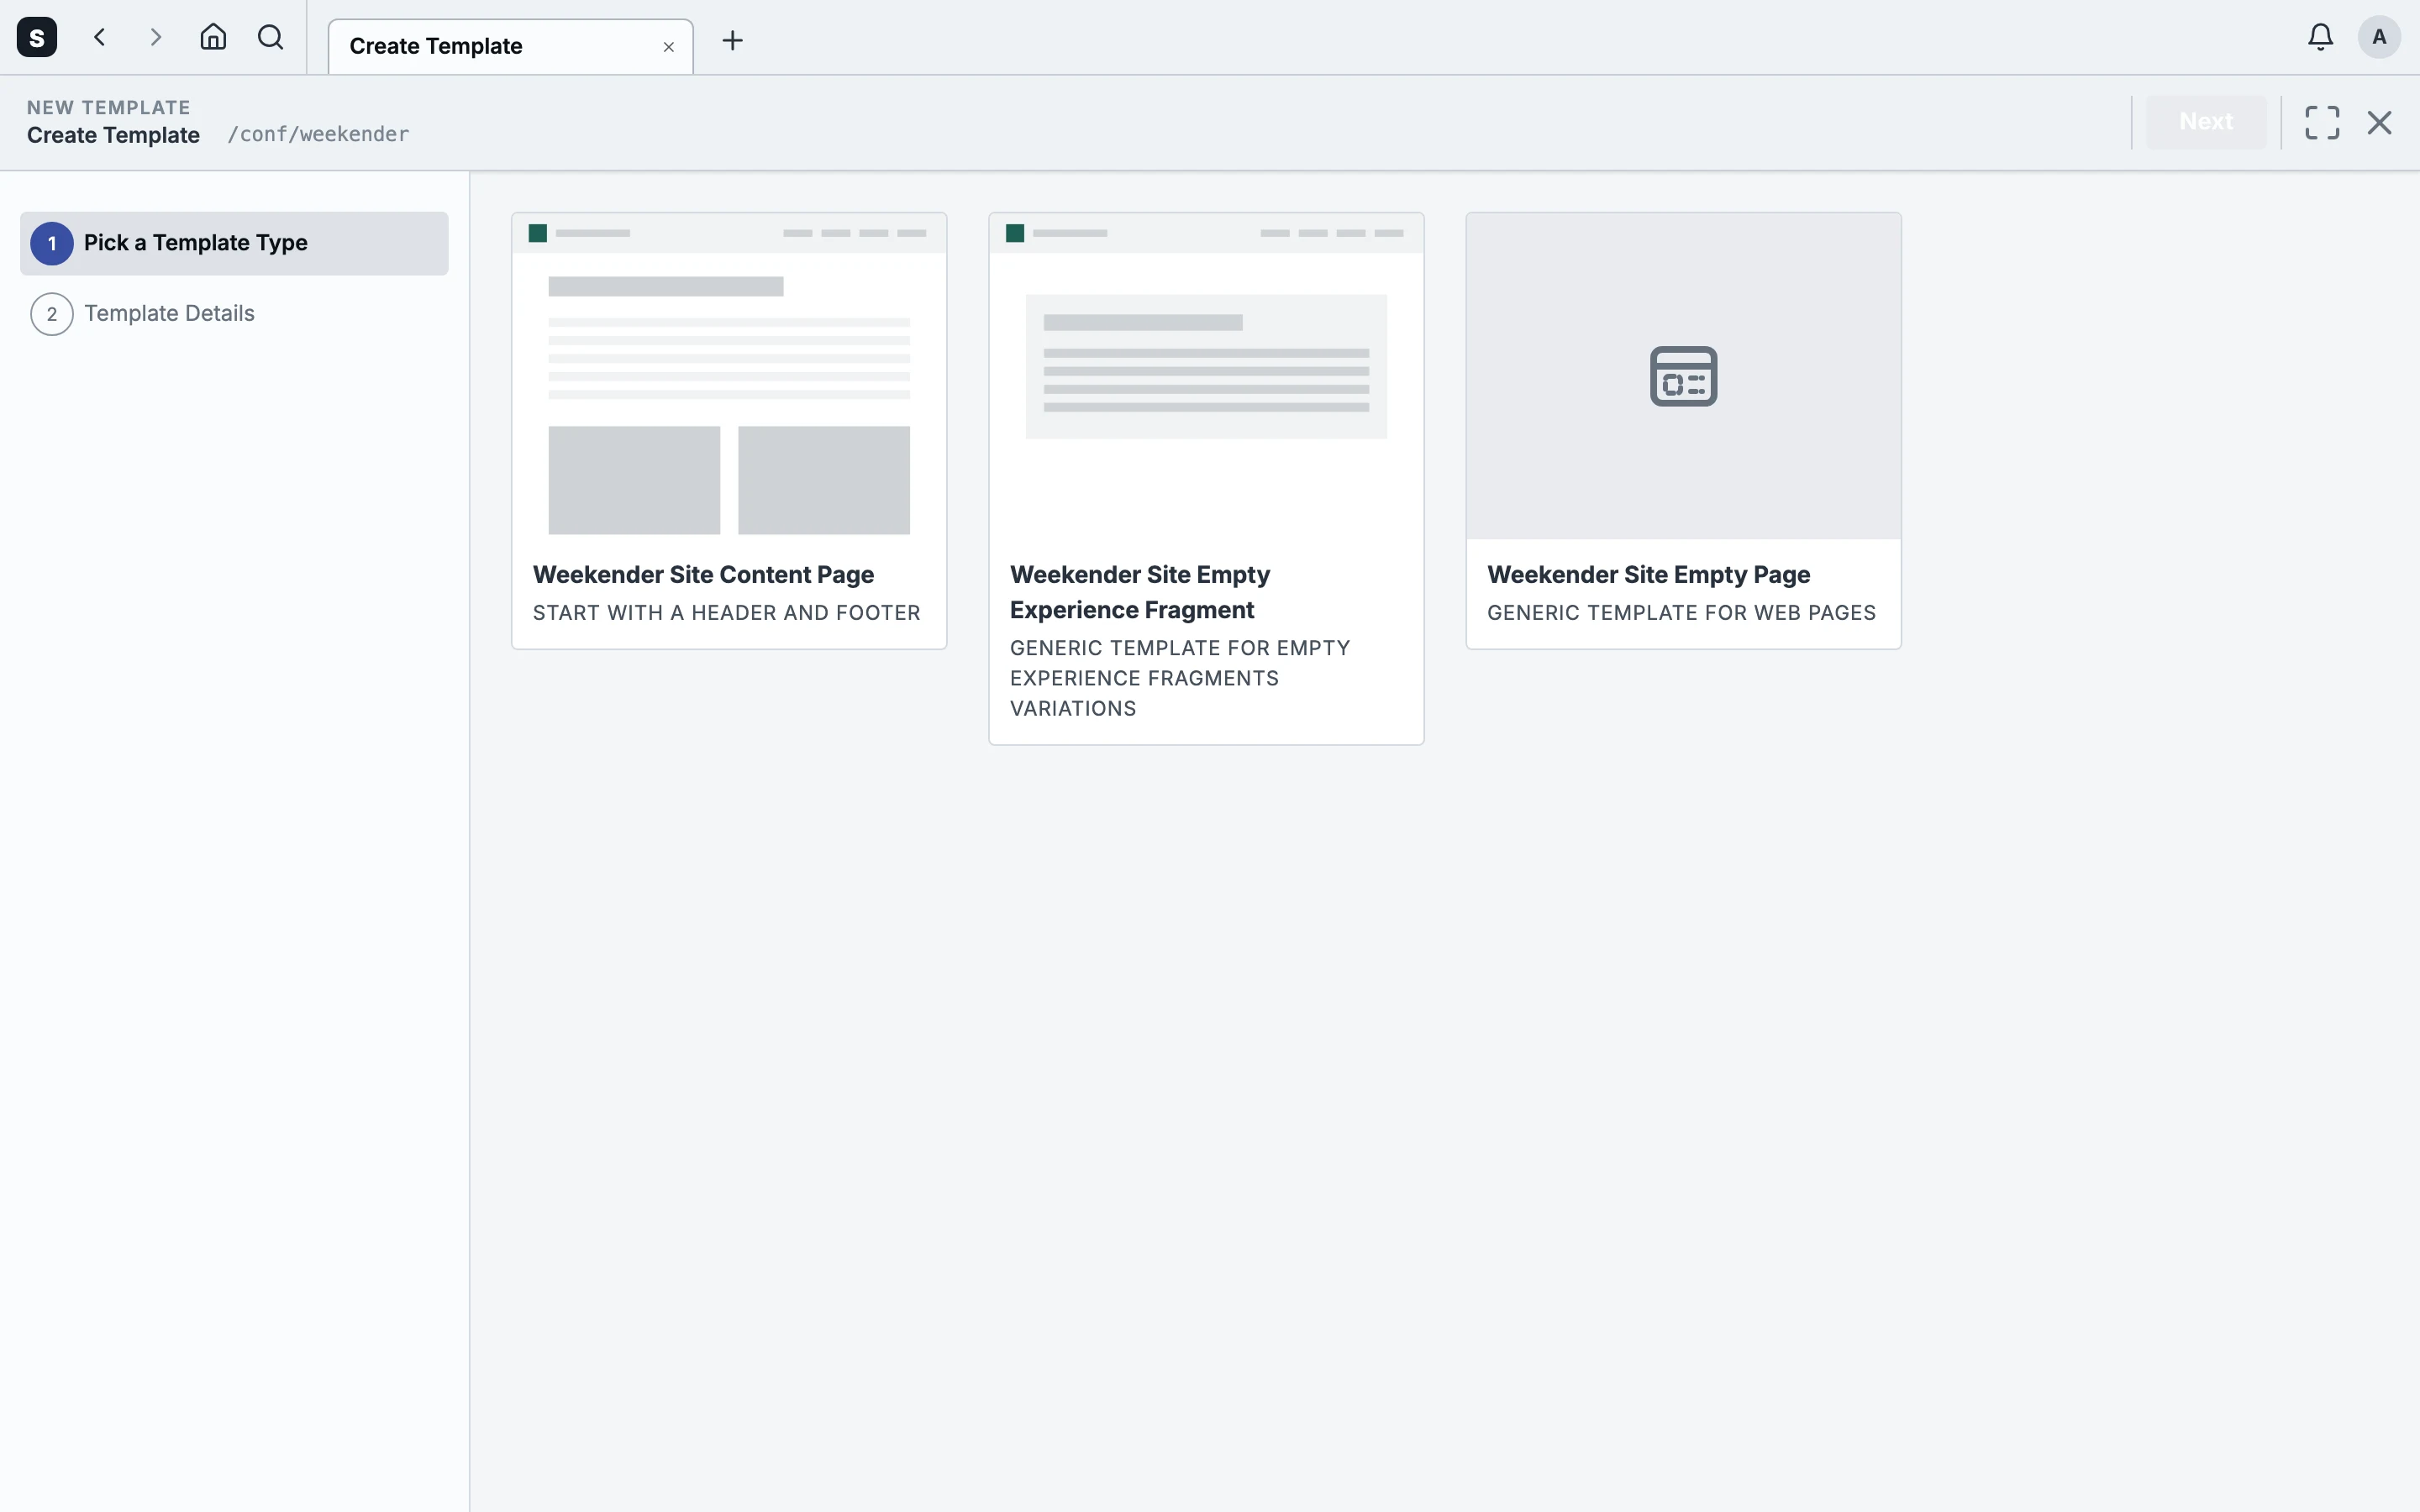 S
Create Template
A
NEW TEMPLATE
Create Template /conf/weekender
Next
1 Pick a Template Type
2 Template Details
Weekender Site Content Page
START WITH A HEADER AND FOOTER
Weekender Site Empty
Experience Fragment
GENERIC TEMPLATE FOR EMPTY
EXPERIENCE FRAGMENTS
VARIATIONS
Weekender Site Empty Page
GENERIC TEMPLATE FOR WEB PAGES